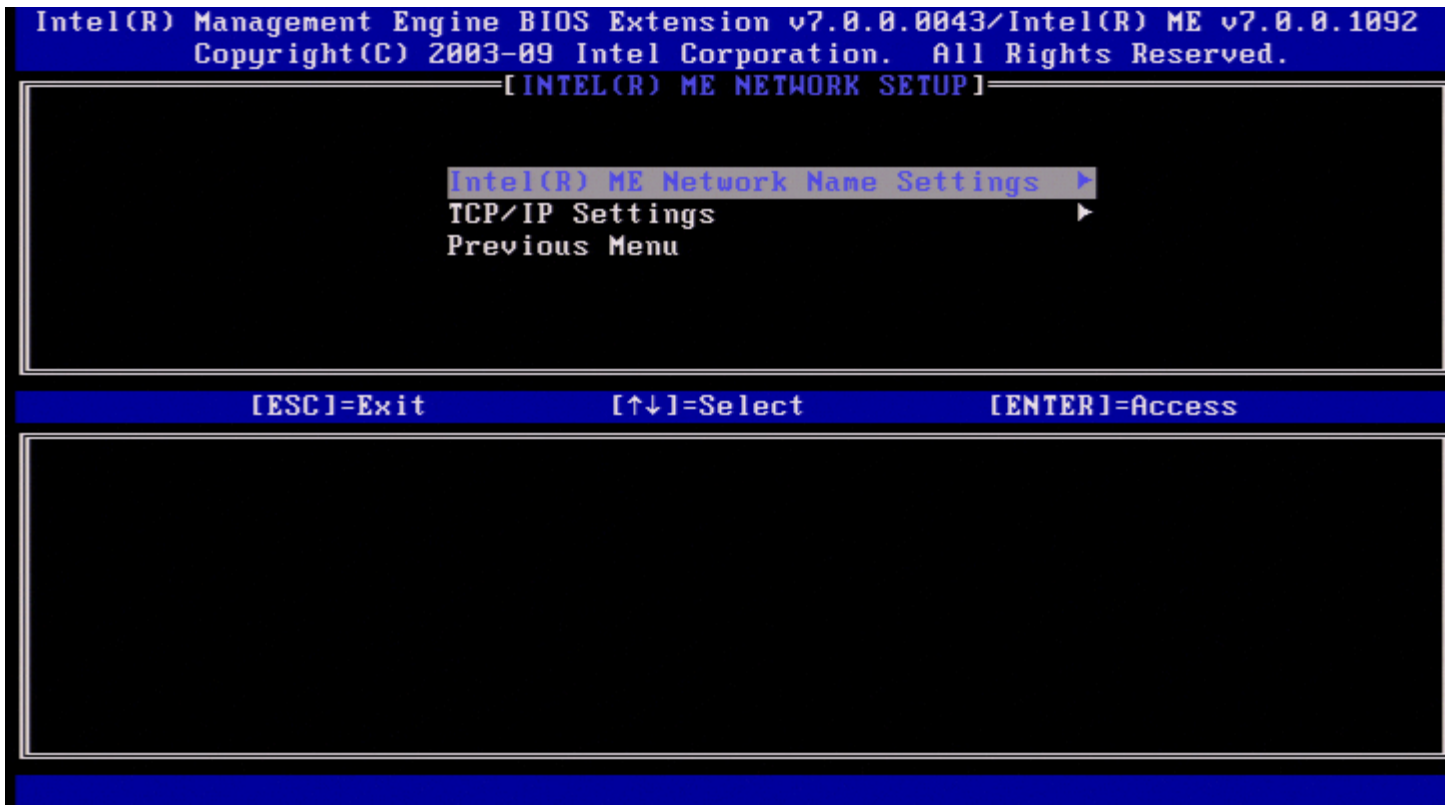 Intel(R) Management Engine BIOS Extension v7.0.0.0043/Intel(R) ME v7.0.0.1092
Copyright(C) 2003-09 Intel Corporation. All Rights Reserved.
[INTEL(R) ME NETWORK SETUP]
Intel(R) ME Network Name Settings ►
TCP/IP Settings ►
Previous Menu
[ESC]=Exit [↑↓]=Select [ENTER]=Access